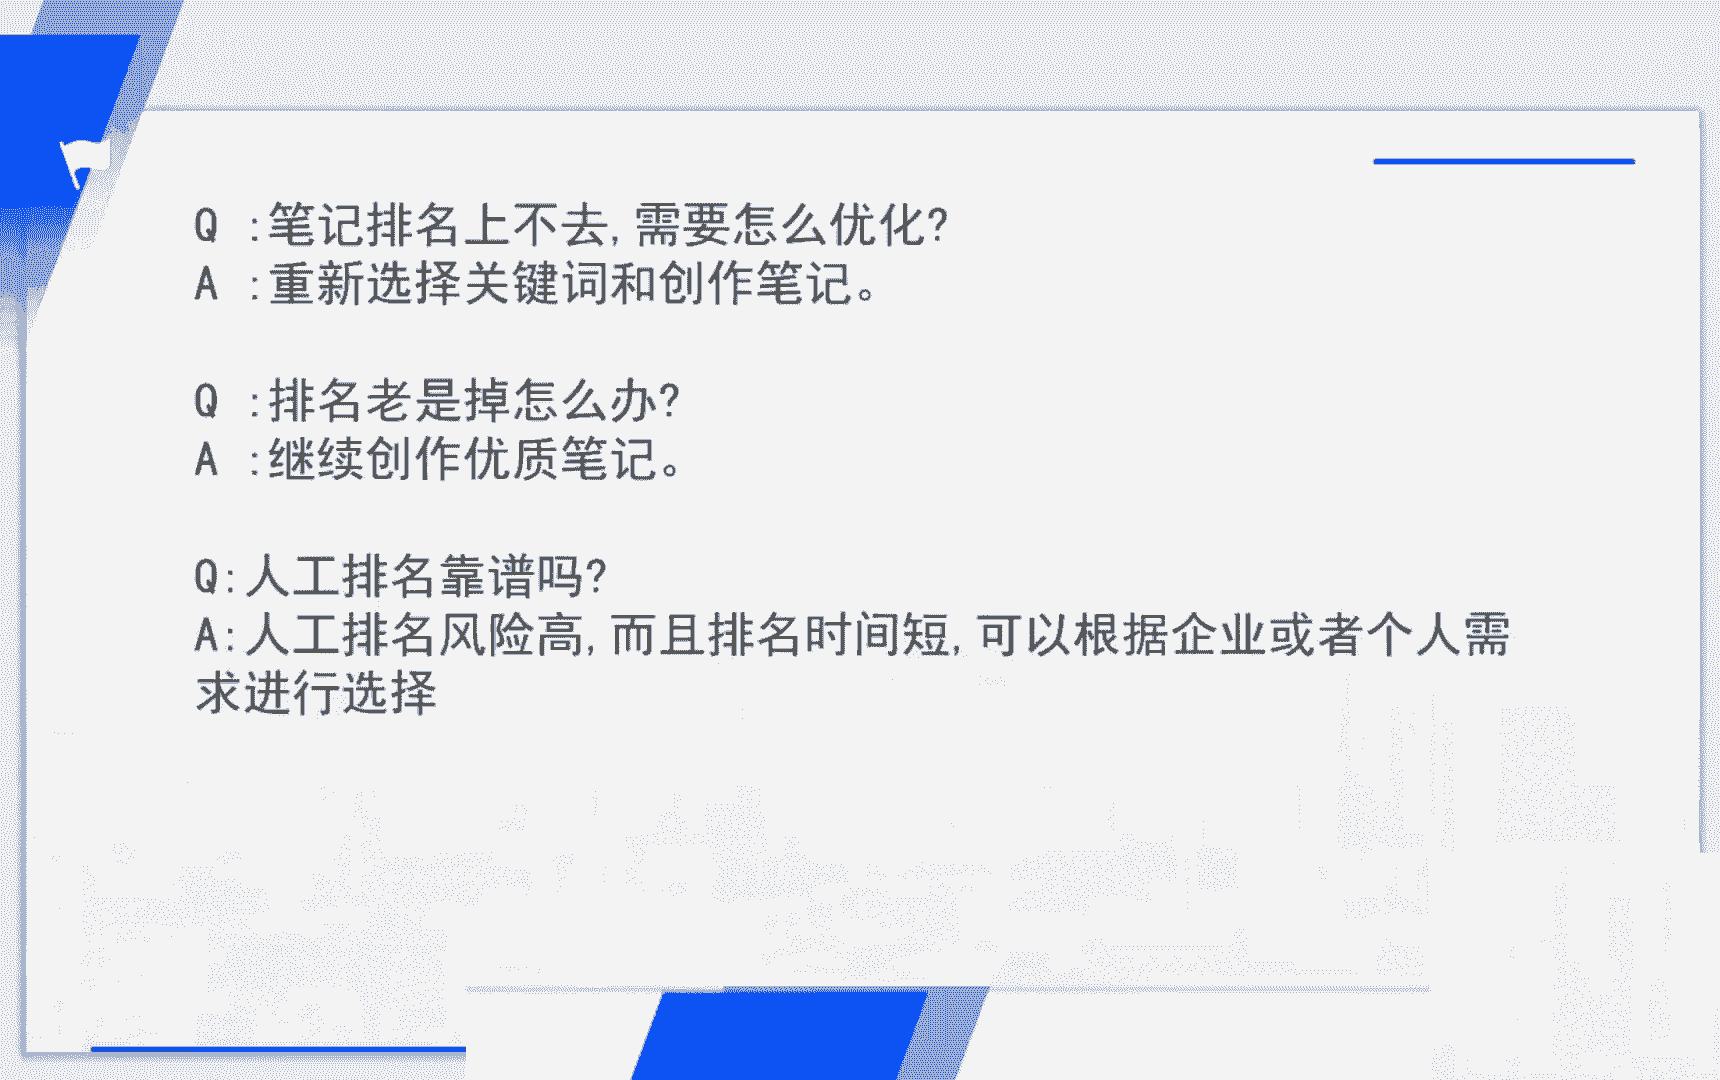 Q :笔记排名上不去,需要怎么优化?
A :重新选择关键词和创作笔记。
Q :排名老是掉怎么办?
A :继续创作优质笔记。
Q:人工排名靠谱吗?
A:人工排名风险高,而且排名时间短,可以根据企业或者个人需
求进行选择